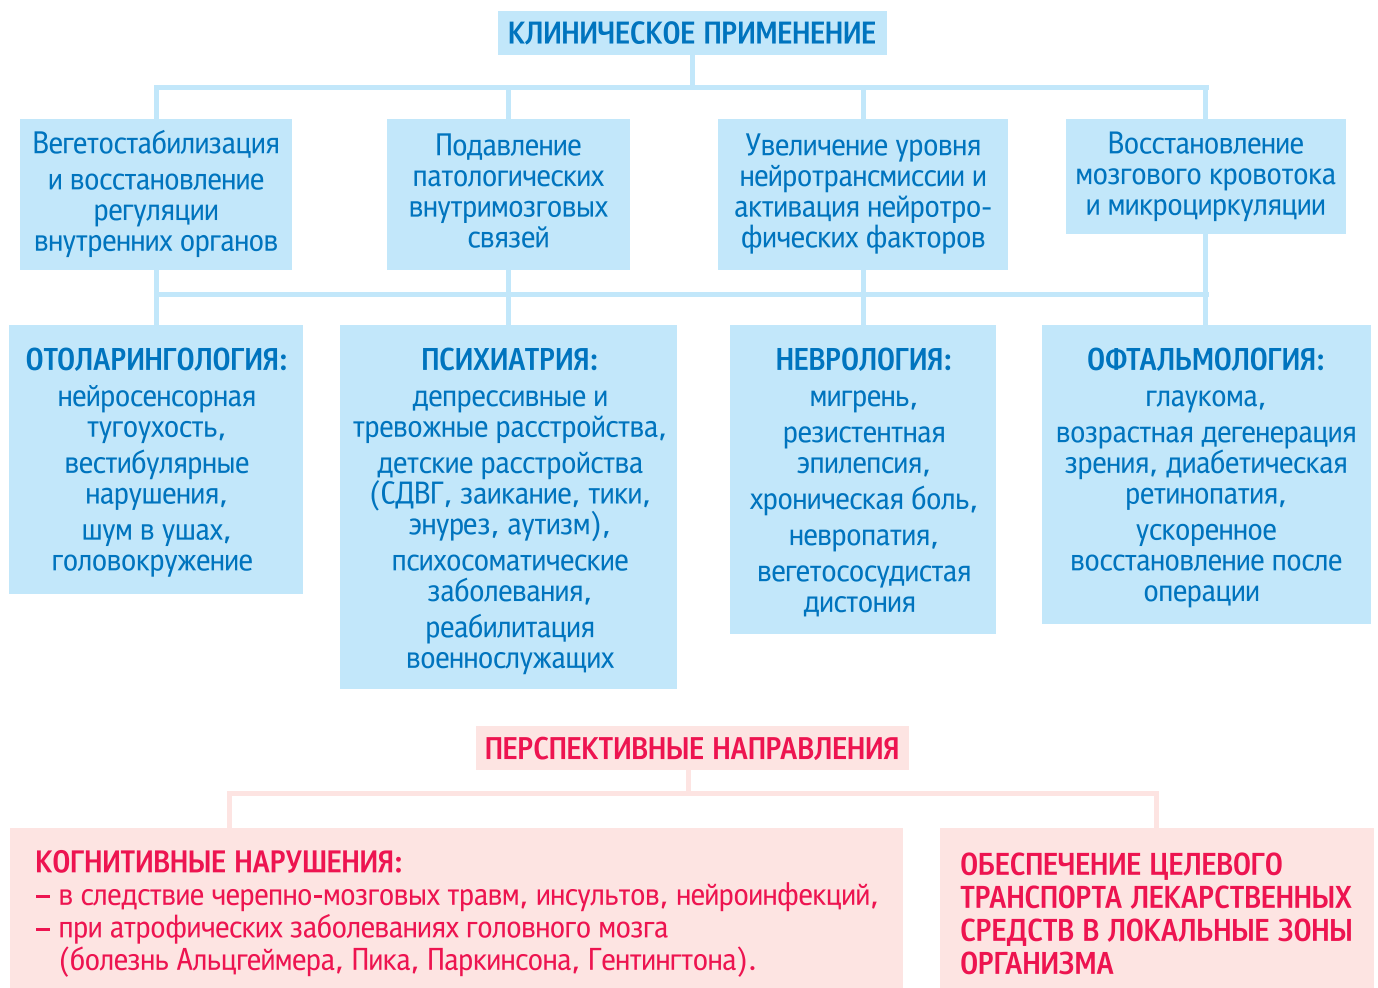 КЛИНИЧЕСКОЕ ПРИМЕНЕНИЕ
Вегетостабилизация
и восстановление
регуляции
внутренних органов
Подавление
патологических
внутримозговых
связей
Увеличение уровня
нейротрансмиссии и
активация нейротро-
фических факторов
Восстановление
мозгового кровотока
и микроциркуляции
ОТОЛАРИНГОЛОГИЯ:
нейросенсорная
тугоухость,
вестибулярные
нарушения,
шум в ушах,
головокружение
ПСИХИАТРИЯ:
депрессивные и
тревожные расстройства,
детские расстройства
(СДВГ, заикание, тики,
энурез, аутизм),
психосоматические
заболевания,
реабилитация
военнослужащих
НЕВРОЛОГИЯ:
мигрень,
резистентная
эпилепсия,
хроническая боль,
невропатия,
вегетососудистая
дистония
ОФТАЛЬМОЛОГИЯ:
глаукома,
возрастная дегенерация
зрения, диабетическая
ретинопатия,
ускоренное
восстановление после
операции
ПЕРСПЕКТИВНЫЕ НАПРАВЛЕНИЯ
КОГНИТИВНЫЕ НАРУШЕНИЯ:
– в следствие черепно-мозговых травм, инсультов, нейроинфекций,
– при атрофических заболеваниях головного мозга
(болезнь Альцгеймера, Пика, Паркинсона, Гентингтона).
ОБЕСПЕЧЕНИЕ ЦЕЛЕВОГО
ТРАНСПОРТА ЛЕКАРСТВЕННЫХ
СРЕДСТВ В ЛОКАЛЬНЫЕ ЗОНЫ
ОРГАНИЗМА